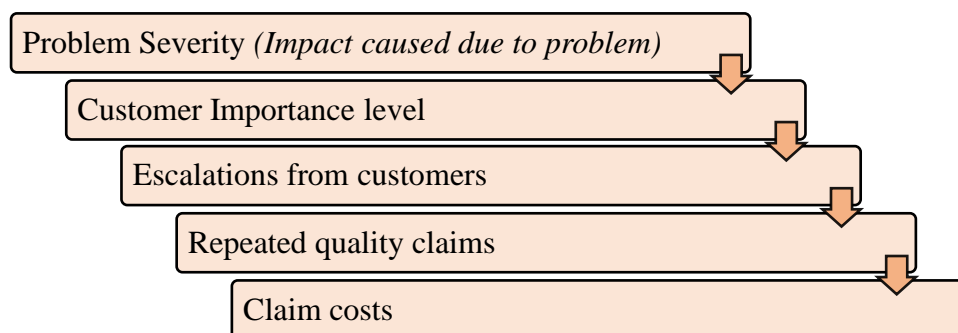 Problem Severity (Impact caused due to problem)
Customer Importance level
Escalations from customers
Repeated quality claims
Claim costs